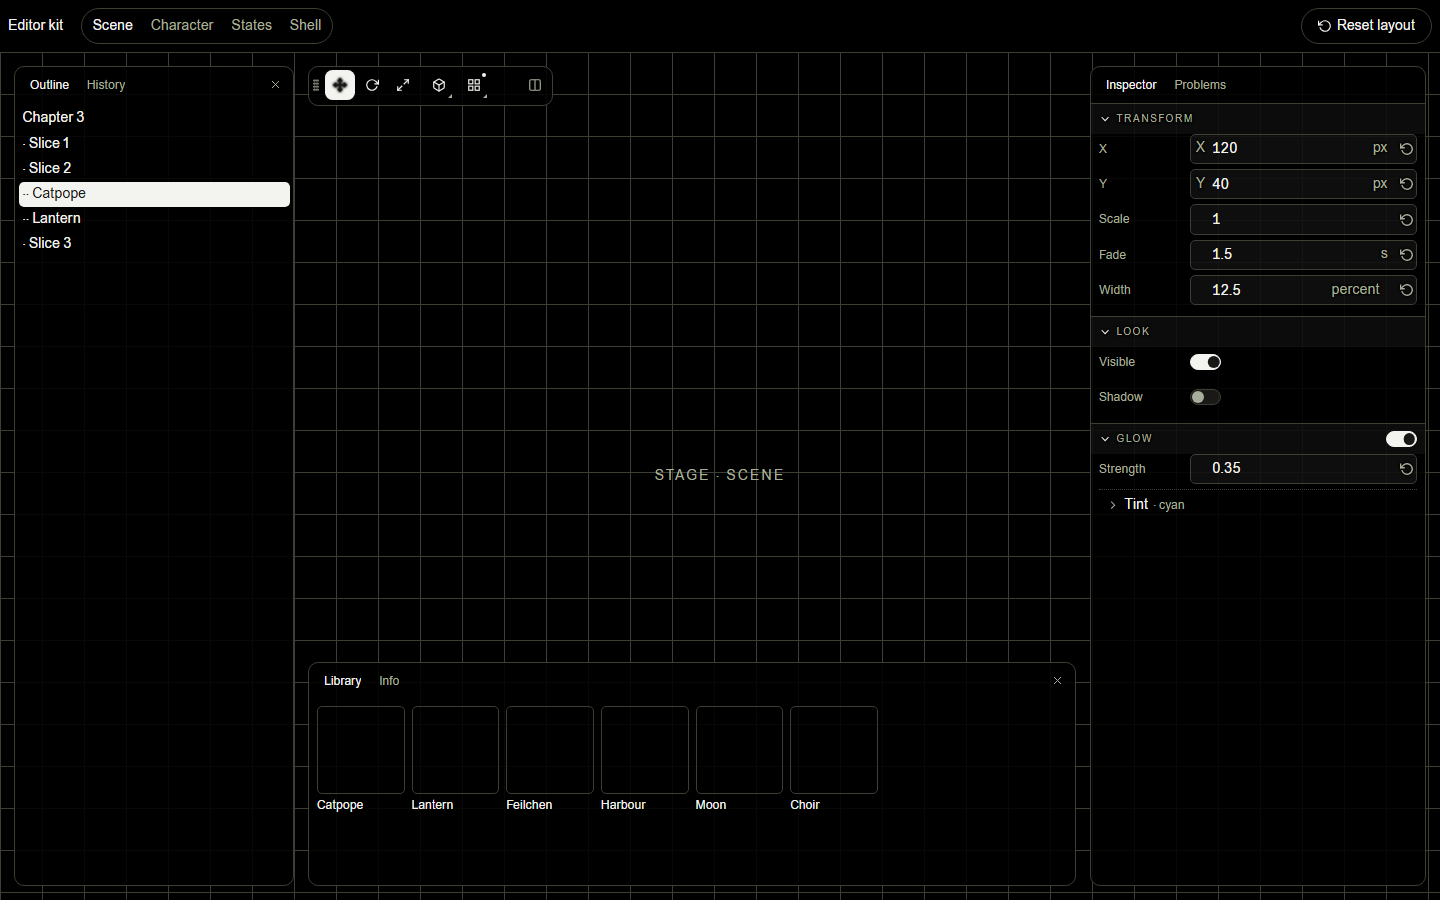 Editor kit
Scene Character States Shell
Reset layout
Outline History
Chapter 3
- Slice 1
- Slice 2
-- Catpope
-- Lantern
- Slice 3
STAGE - SCENE
Library Info
Catpope Lantern Feilchen Harbour Moon Choir
Inspector Problems
TRANSFORM
X X 120 px
Y Y 40 px
Scale 1
Fade 1.5 s
Width 12.5 percent
LOOK
Visible
Shadow
GLOW
Strength 0.35
Tint - cyan